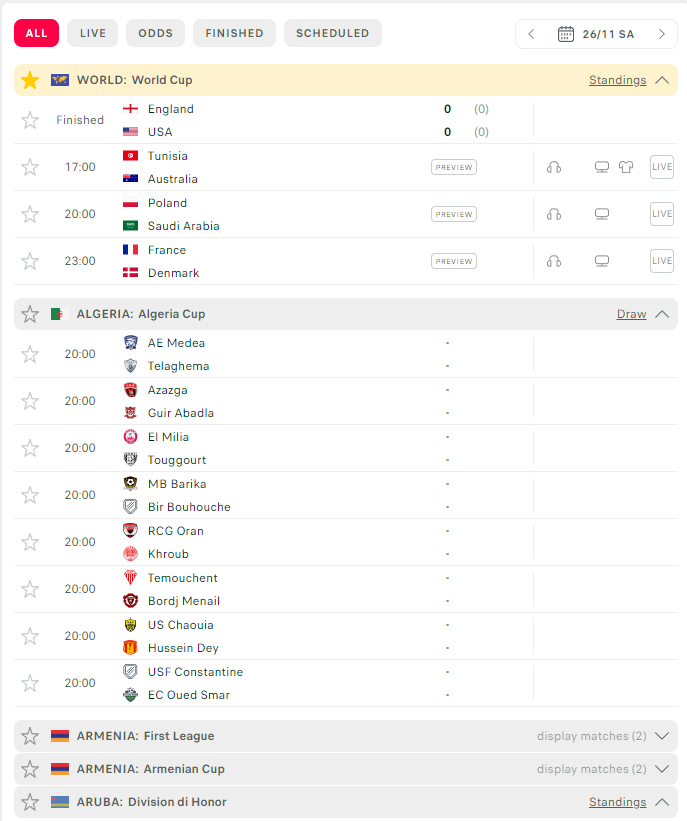 ALL LIVE ODDS FINISHED SCHEDULED 26/11 SA
WORLD: World Cup Standings
Finished England 0 (0)
USA 0 (0)
17:00 Tunisia PREVIEW LIVE
Australia
20:00 Poland PREVIEW LIVE
Saudi Arabia
23:00 France PREVIEW LIVE
Denmark
ALGERIA: Algeria Cup Draw
20:00 AE Medea -
Telaghema -
20:00 Azazga -
Guir Abadla -
20:00 El Milia -
Touggourt -
20:00 MB Barika -
Bir Bouhouche -
20:00 RCG Oran -
Khroub -
20:00 Temouchent -
Bordj Menail -
20:00 US Chaouia -
Hussein Dey -
20:00 USF Constantine -
EC Oued Smar -
ARMENIA: First League display matches (2)
ARMENIA: Armenian Cup display matches (2)
ARUBA: Division di Honor Standings